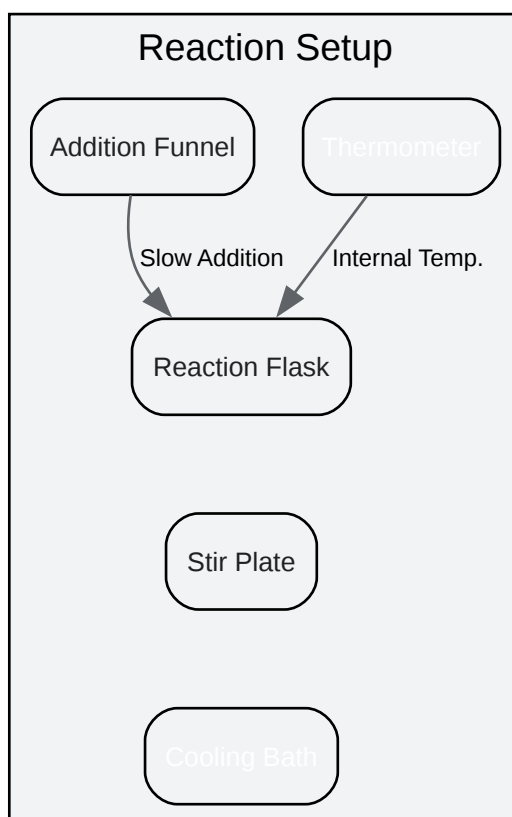 Reaction Setup
Addition Funnel
Thermometer
Slow Addition
Internal Temp.
Reaction Flask
Stir Plate
Cooling Bath